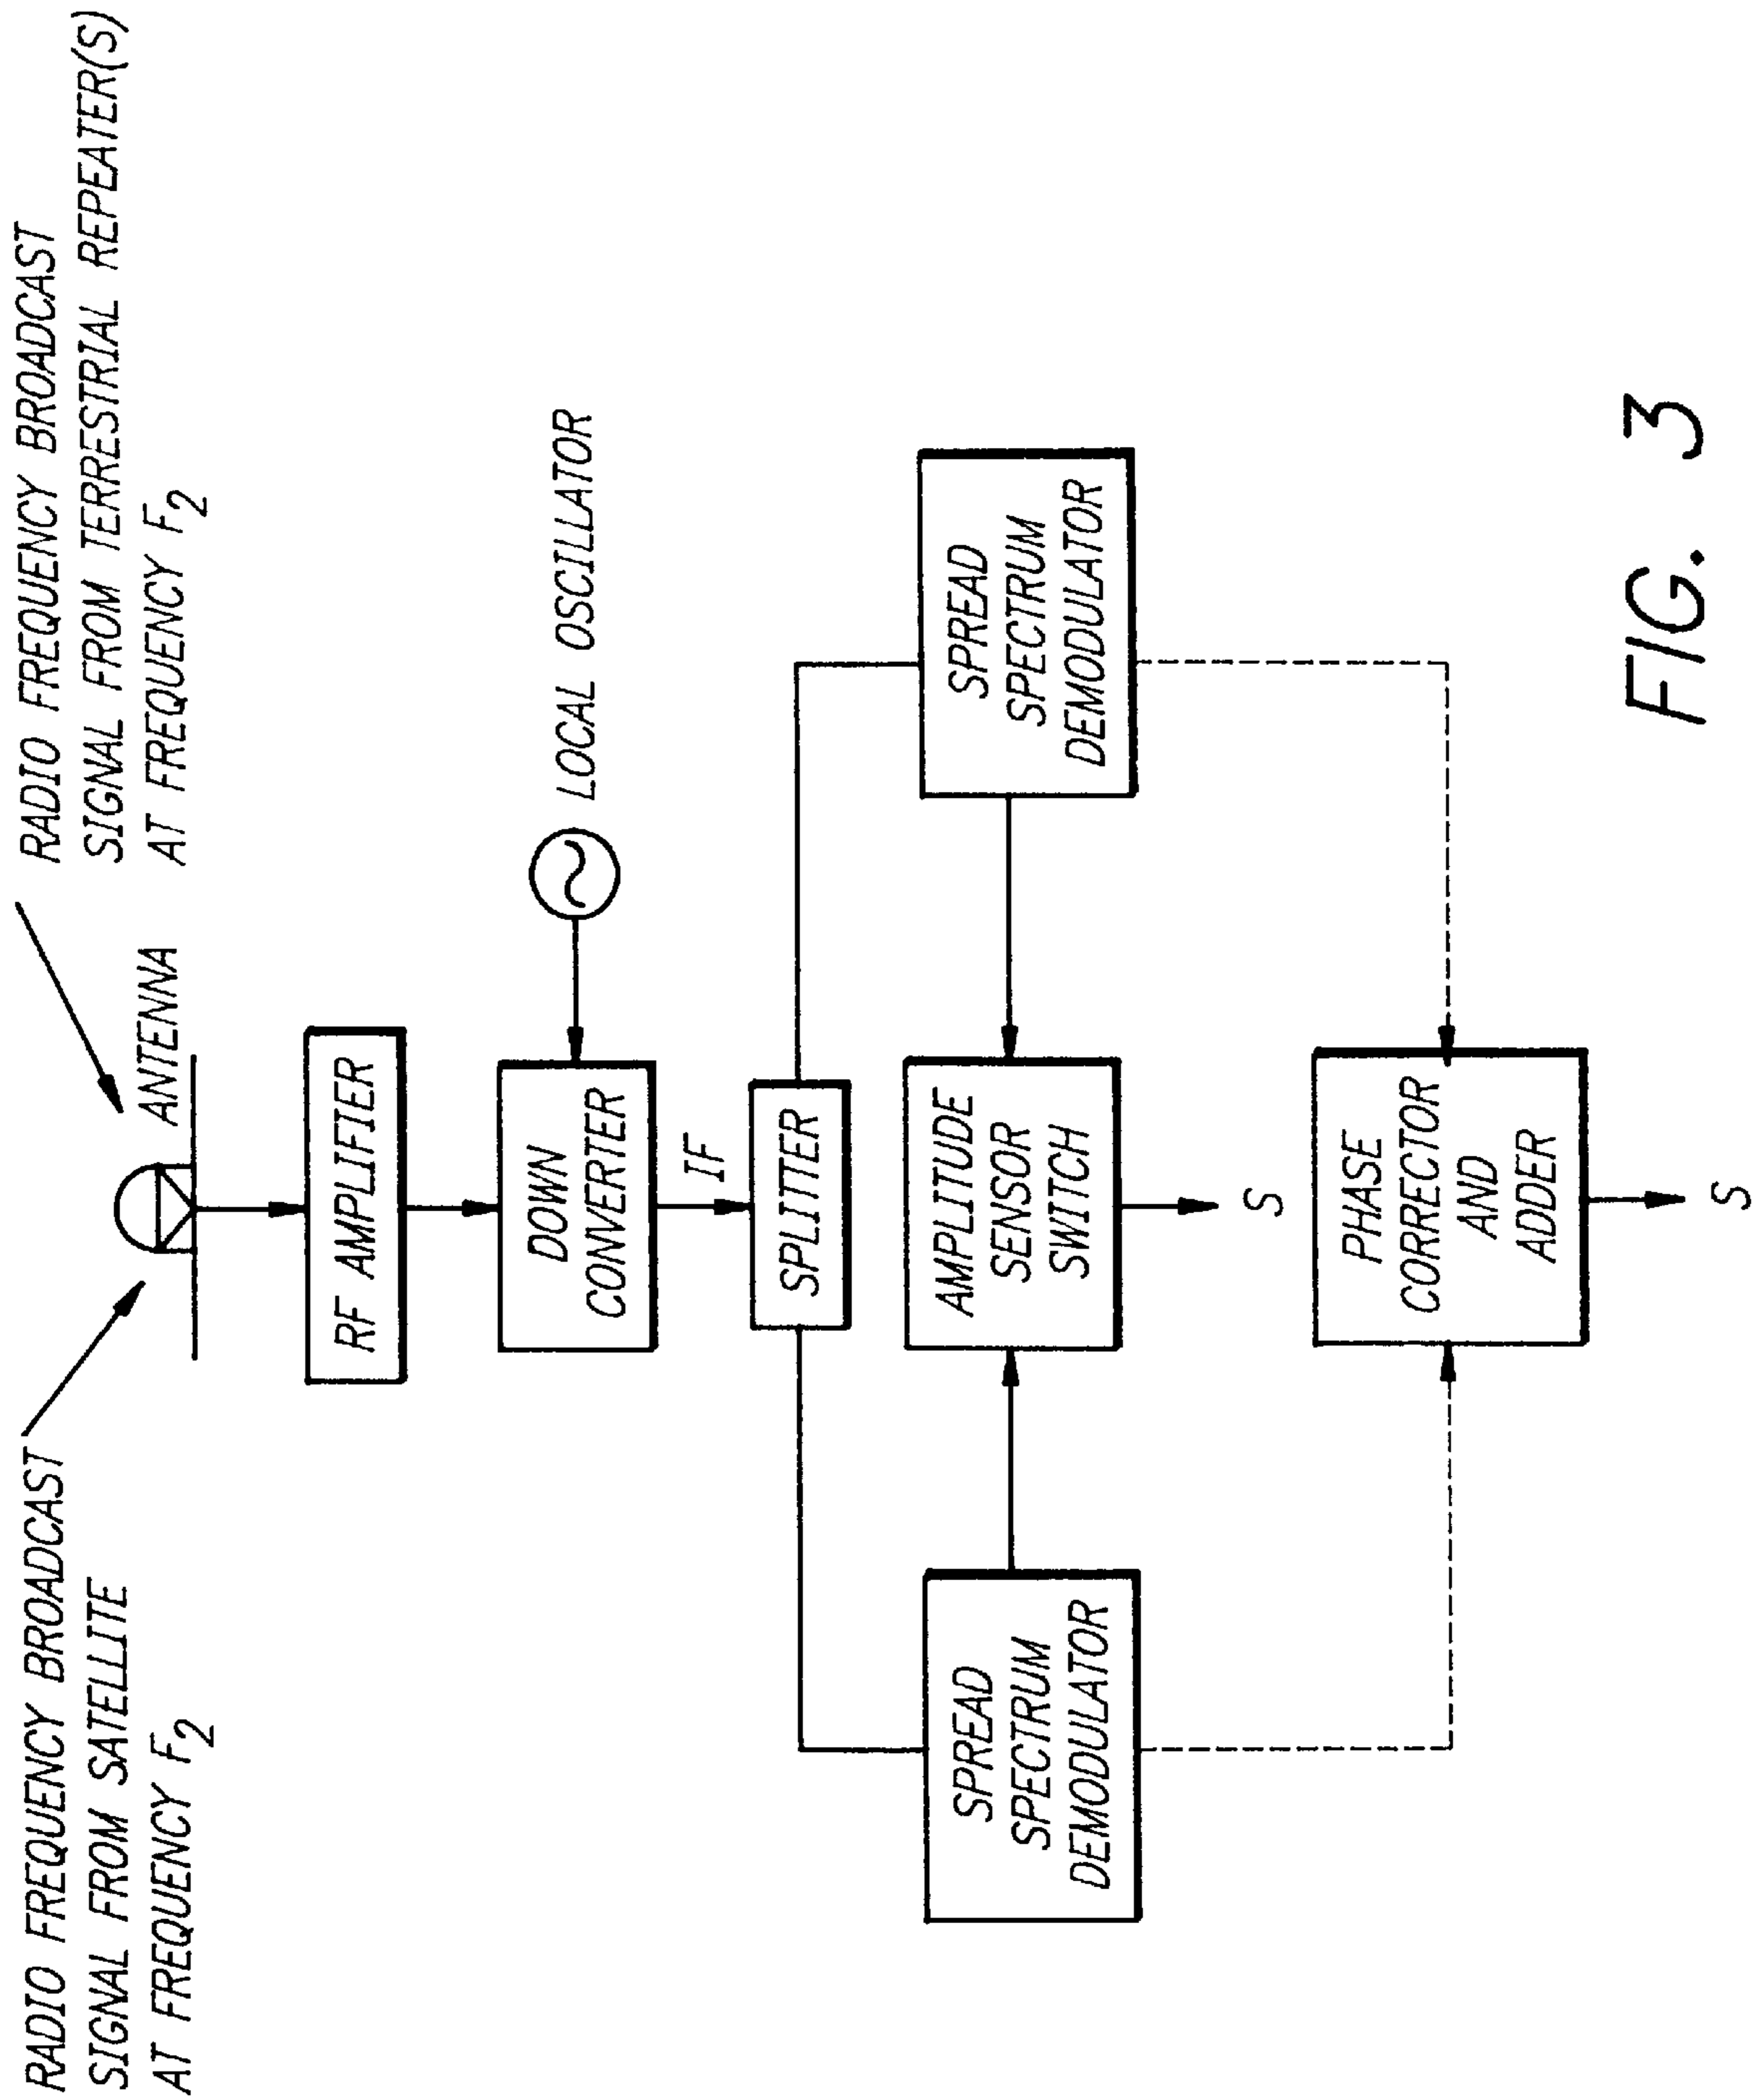 RADIO FREQUENCY BROADCAST
SIGNAL FROM SATELLITE
AT FREQUENCY F₂
RADIO FREQUENCY BROADCAST
SIGNAL FROM TERRESTRIAL REPEATER(S)
AT FREQUENCY F₂
ANTENNA
RF AMPLIFIER
DOWN
CONVERTER
LOCAL OSCILLATOR
IF
SPLITTER
SPREAD
SPECTRUM
DEMODULATOR
AMPLITUDE
SENSOR
SWITCH
SPREAD
SPECTRUM
DEMODULATOR
S
PHASE
CORRECTOR
AND
ADDER
S
FIG. 3